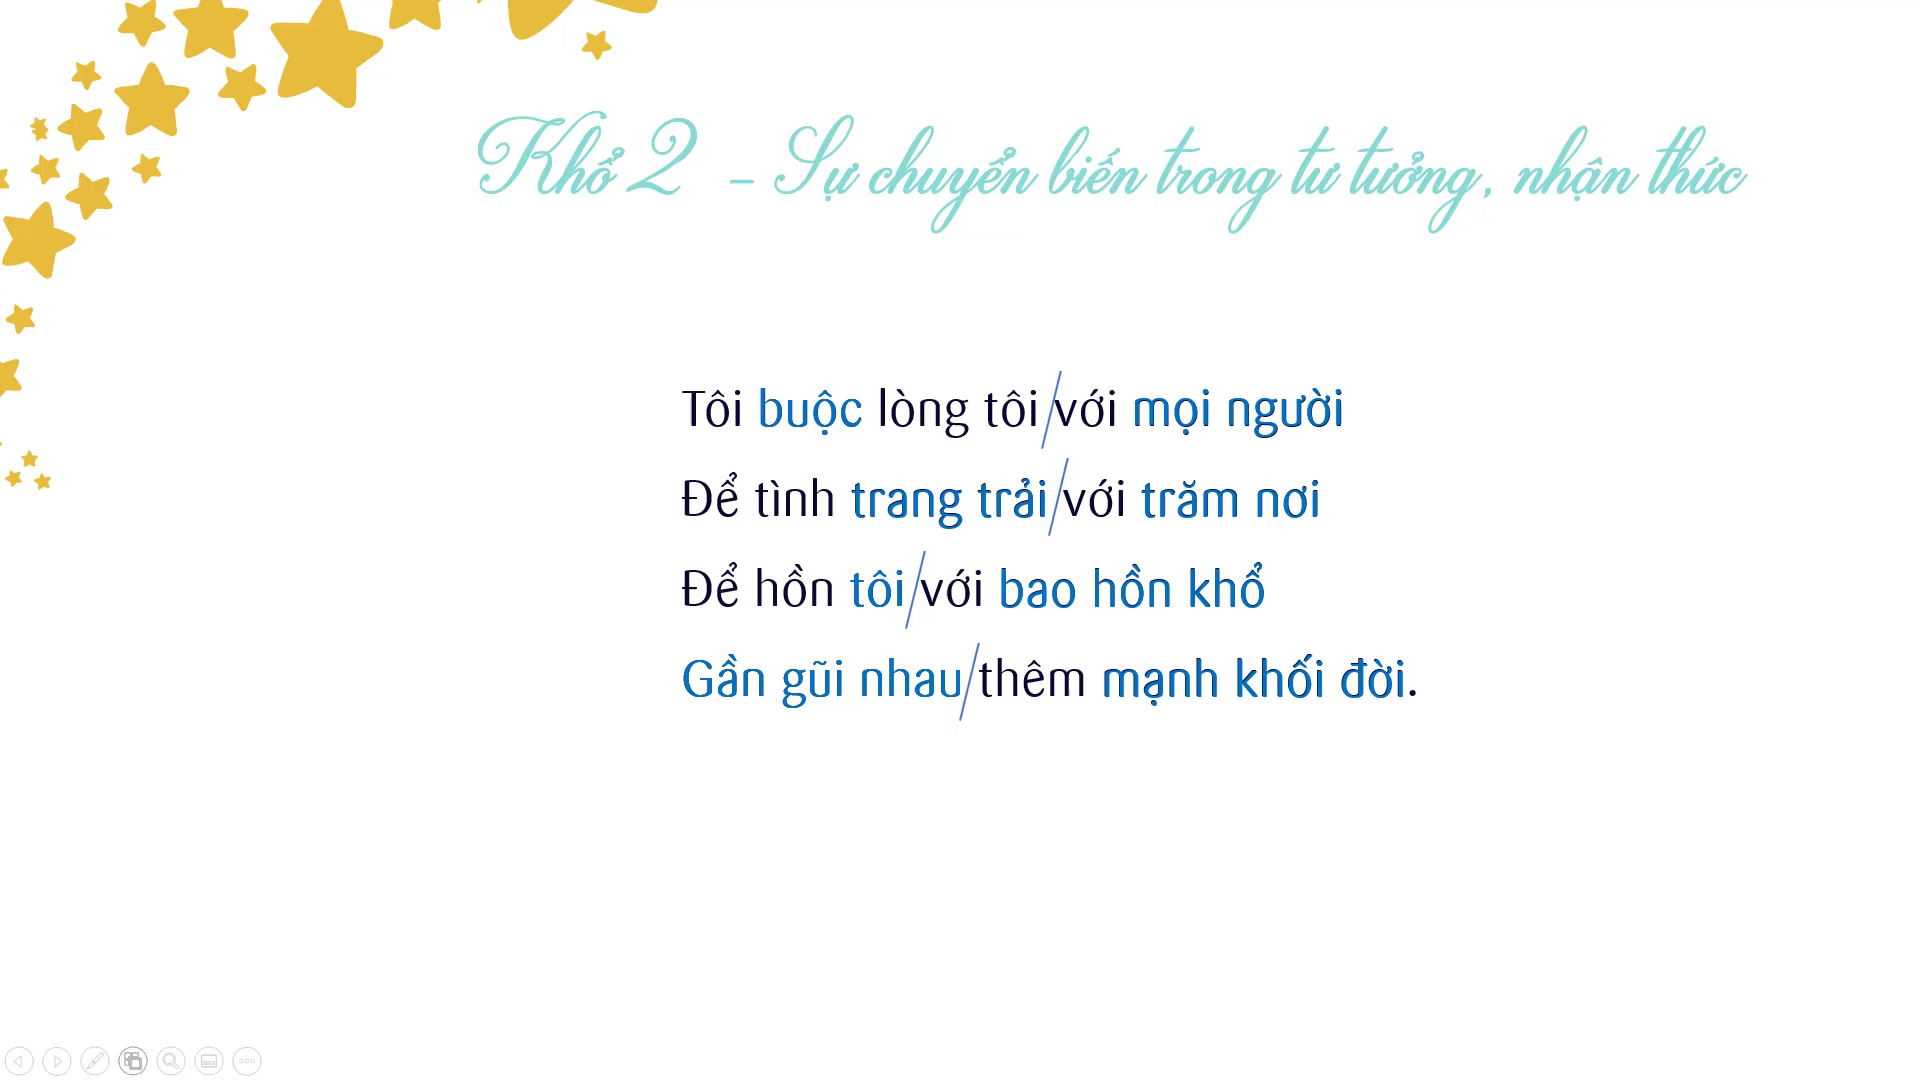 Khổ 2 – Sự chuyển biến trong tư tưởng, nhận thức
Tôi buộc lòng tôi/với mọi người
Để tình trang trải/với trăm nơi
Để hồn tôi/với bao hồn khổ
Gần gũi nhau/thêm mạnh khối đời.